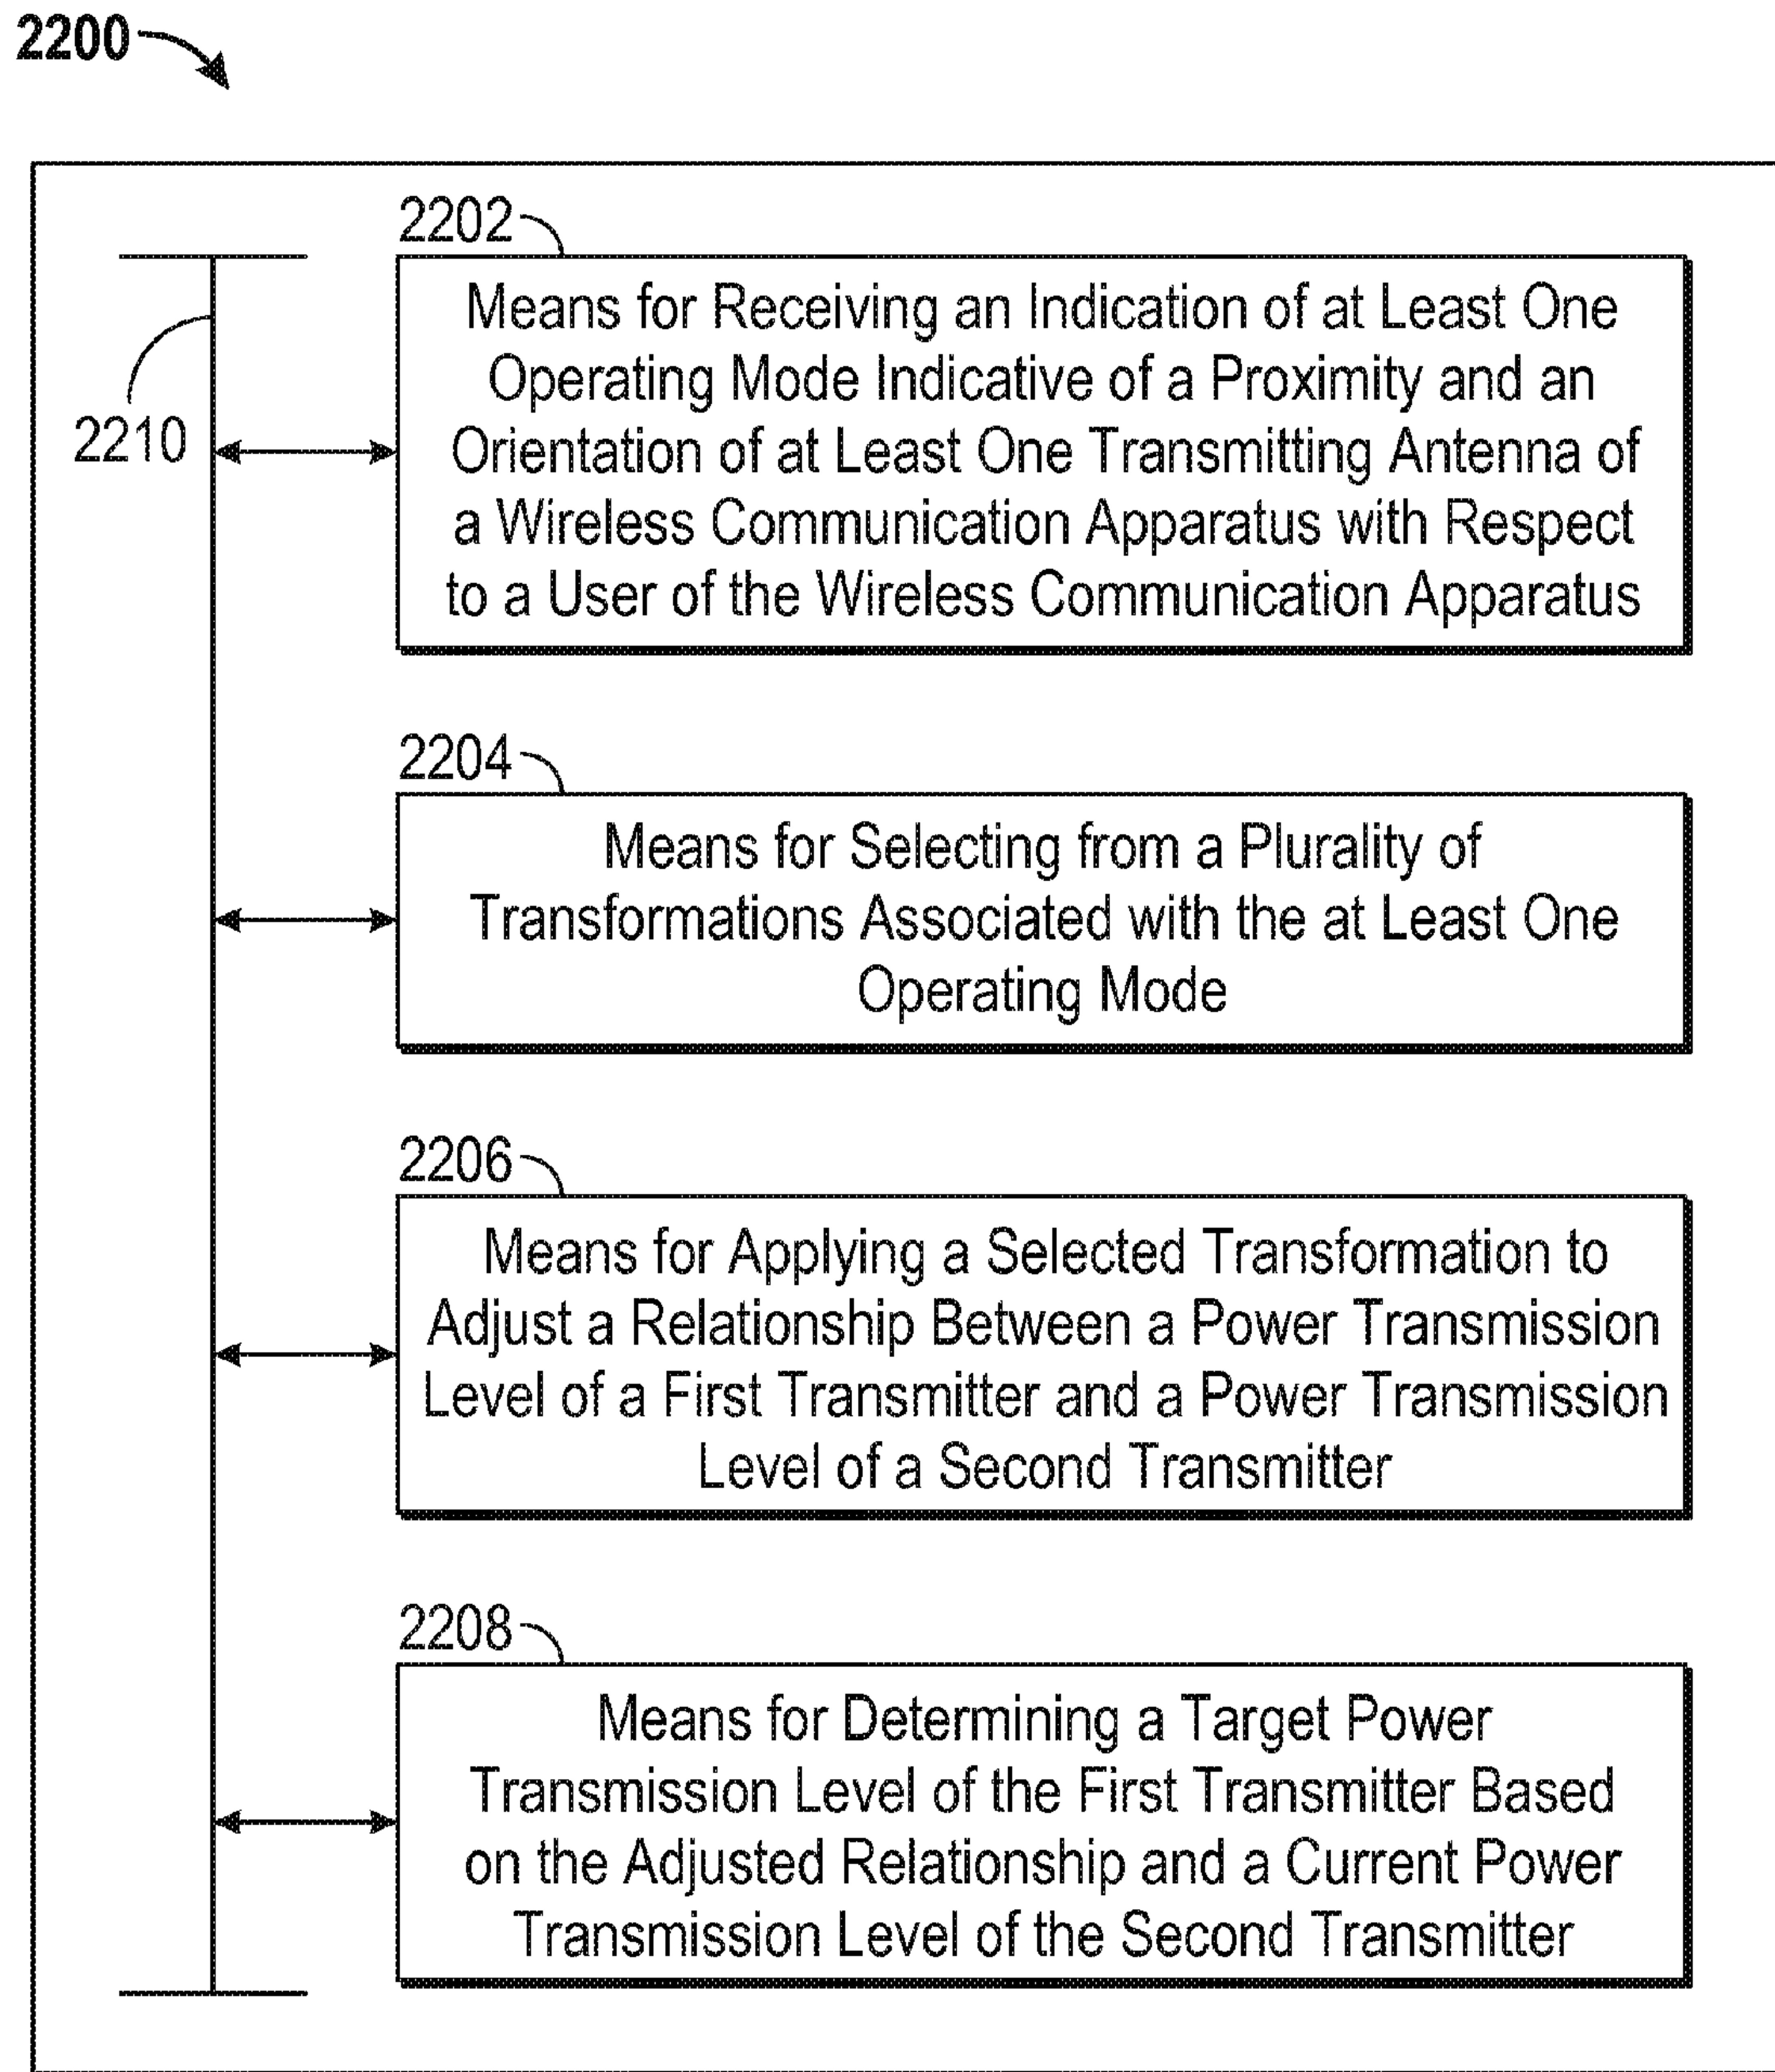 2200
2202
Means for Receiving an Indication of at Least One
Operating Mode Indicative of a Proximity and an
Orientation of at Least One Transmitting Antenna of
a Wireless Communication Apparatus with Respect
to a User of the Wireless Communication Apparatus
2210
2204
Means for Selecting from a Plurality of
Transformations Associated with the at Least One
Operating Mode
2206
Means for Applying a Selected Transformation to
Adjust a Relationship Between a Power Transmission
Level of a First Transmitter and a Power Transmission
Level of a Second Transmitter
2208
Means for Determining a Target Power
Transmission Level of the First Transmitter Based
on the Adjusted Relationship and a Current Power
Transmission Level of the Second Transmitter